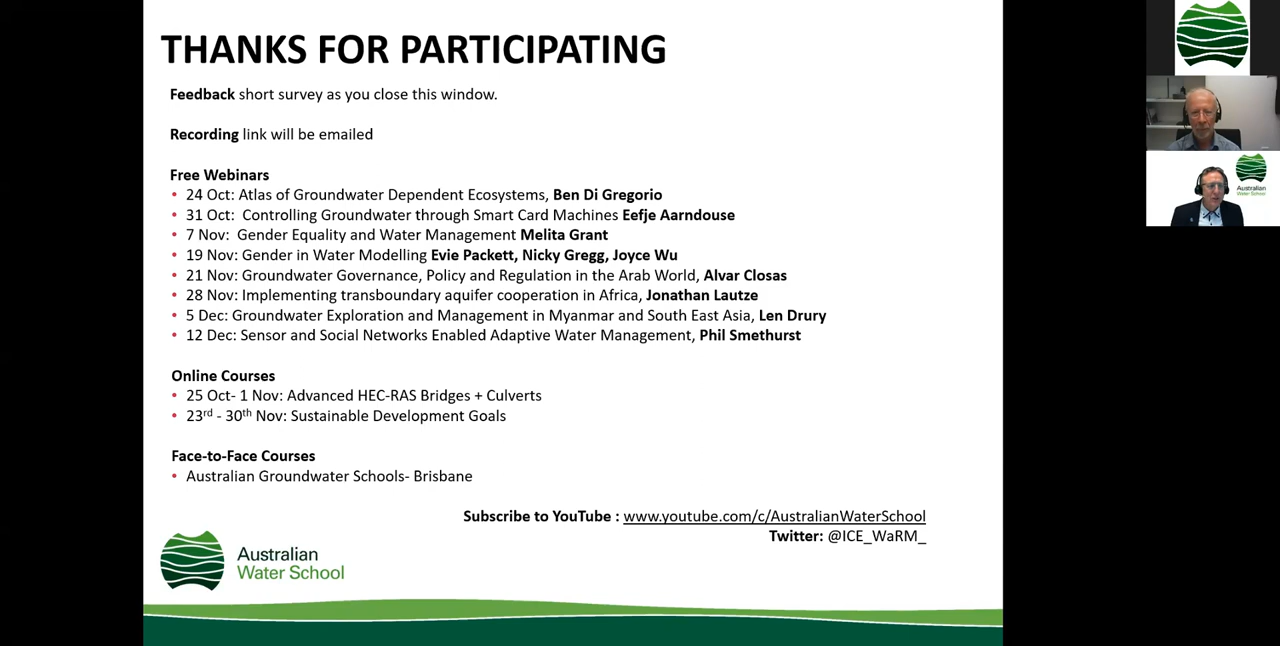 THANKS FOR PARTICIPATING
Feedback short survey as you close this window.
Recording link will be emailed
Free Webinars
• 24 Oct: Atlas of Groundwater Dependent Ecosystems, Ben Di Gregorio
• 31 Oct: Controlling Groundwater through Smart Card Machines Eefje Aarndouse
• 7 Nov: Gender Equality and Water Management Melita Grant
• 19 Nov: Gender in Water Modelling Evie Packett, Nicky Gregg, Joyce Wu
• 21 Nov: Groundwater Governance, Policy and Regulation in the Arab World, Alvar Closas
• 28 Nov: Implementing transboundary aquifer cooperation in Africa, Jonathan Lautze
• 5 Dec: Groundwater Exploration and Management in Myanmar and South East Asia, Len Drury
• 12 Dec: Sensor and Social Networks Enabled Adaptive Water Management, Phil Smethurst
Online Courses
• 25 Oct- 1 Nov: Advanced HEC-RAS Bridges + Culverts
• 23rd - 30th Nov: Sustainable Development Goals
Face-to-Face Courses
• Australian Groundwater Schools- Brisbane
Subscribe to YouTube : www.youtube.com/c/AustralianWaterSchool
Twitter: @ICE_WaRM_
Australian
Water School
Australian
Water School